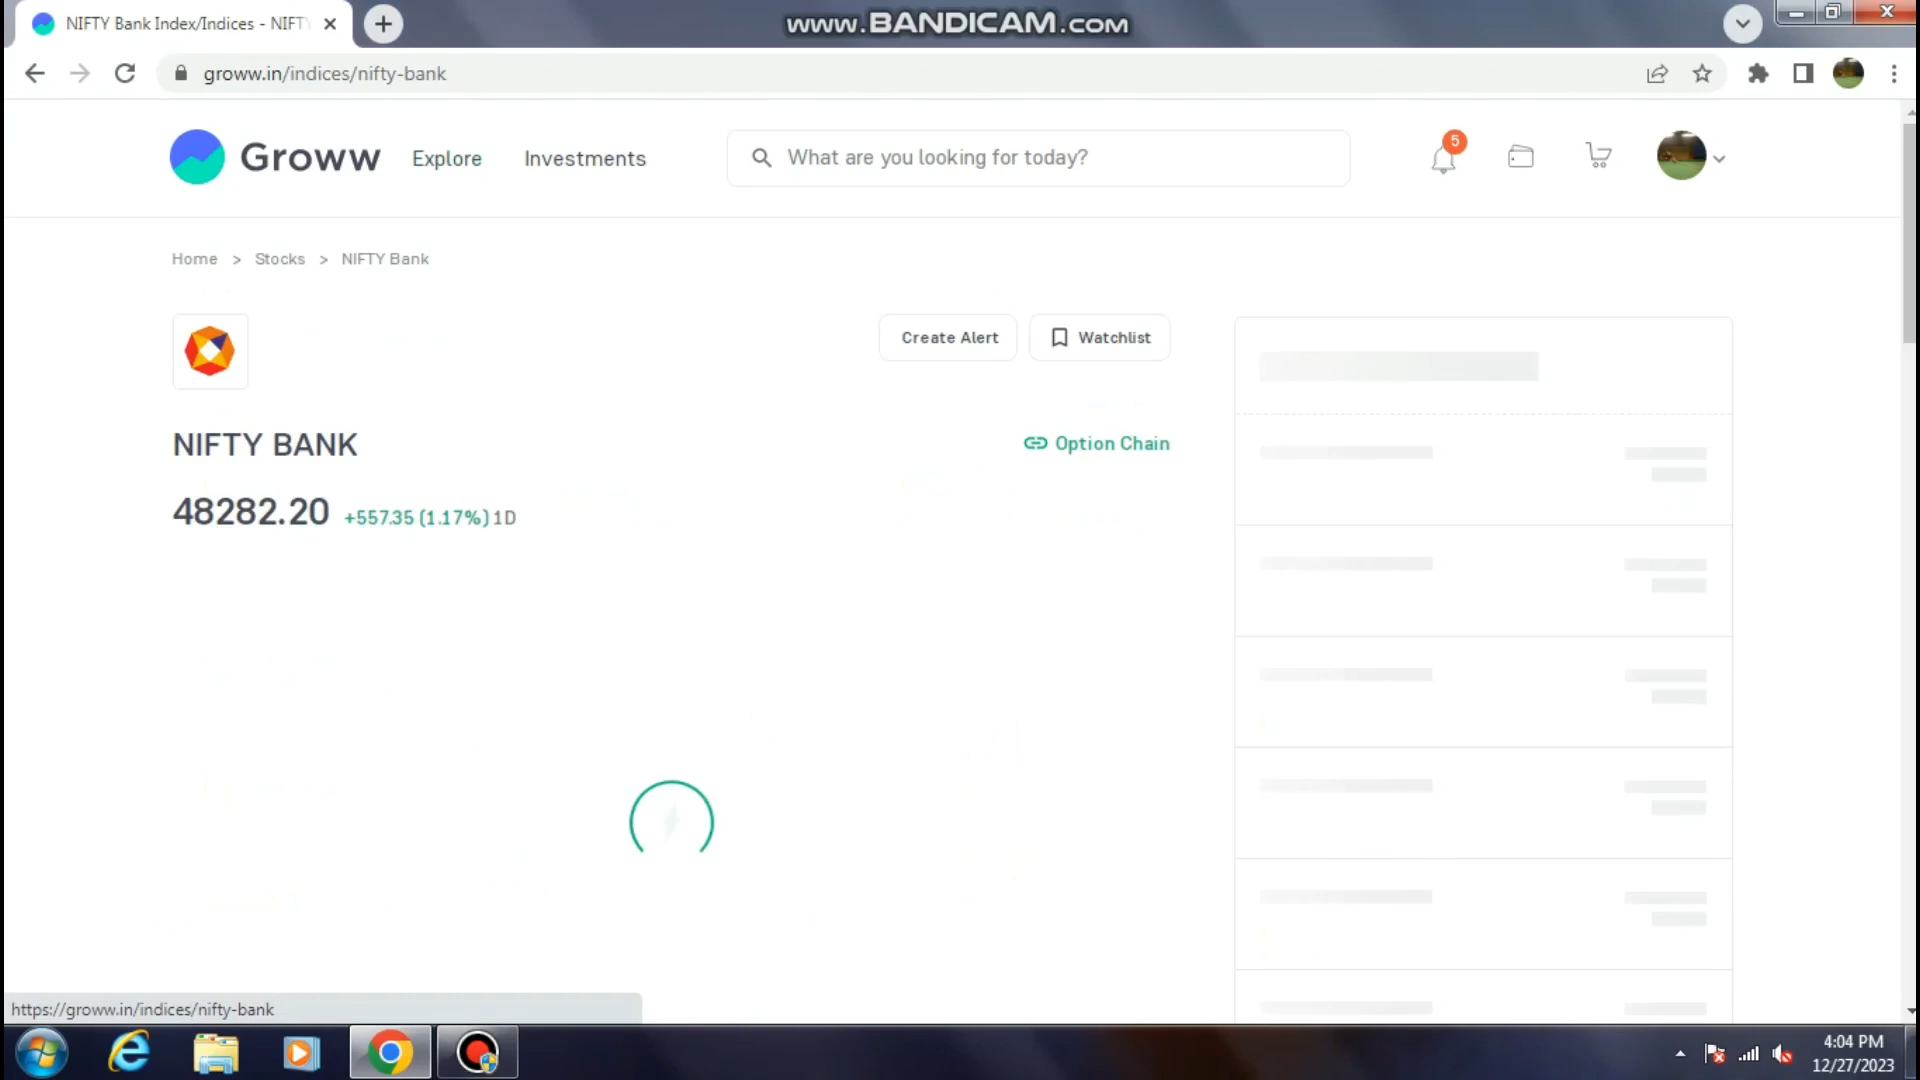 NIFTY Bank Index/Indices - NIFTY
www.BANDICAM.com
groww.in/indices/nifty-bank
Groww
Explore
Investments
What are you looking for today?
5
Home > Stocks > NIFTY Bank
Create Alert
Watchlist
NIFTY BANK
Option Chain
48282.20 +557.35 (1.17%) 1D
https://groww.in/indices/nifty-bank
4:04 PM
12/27/2023